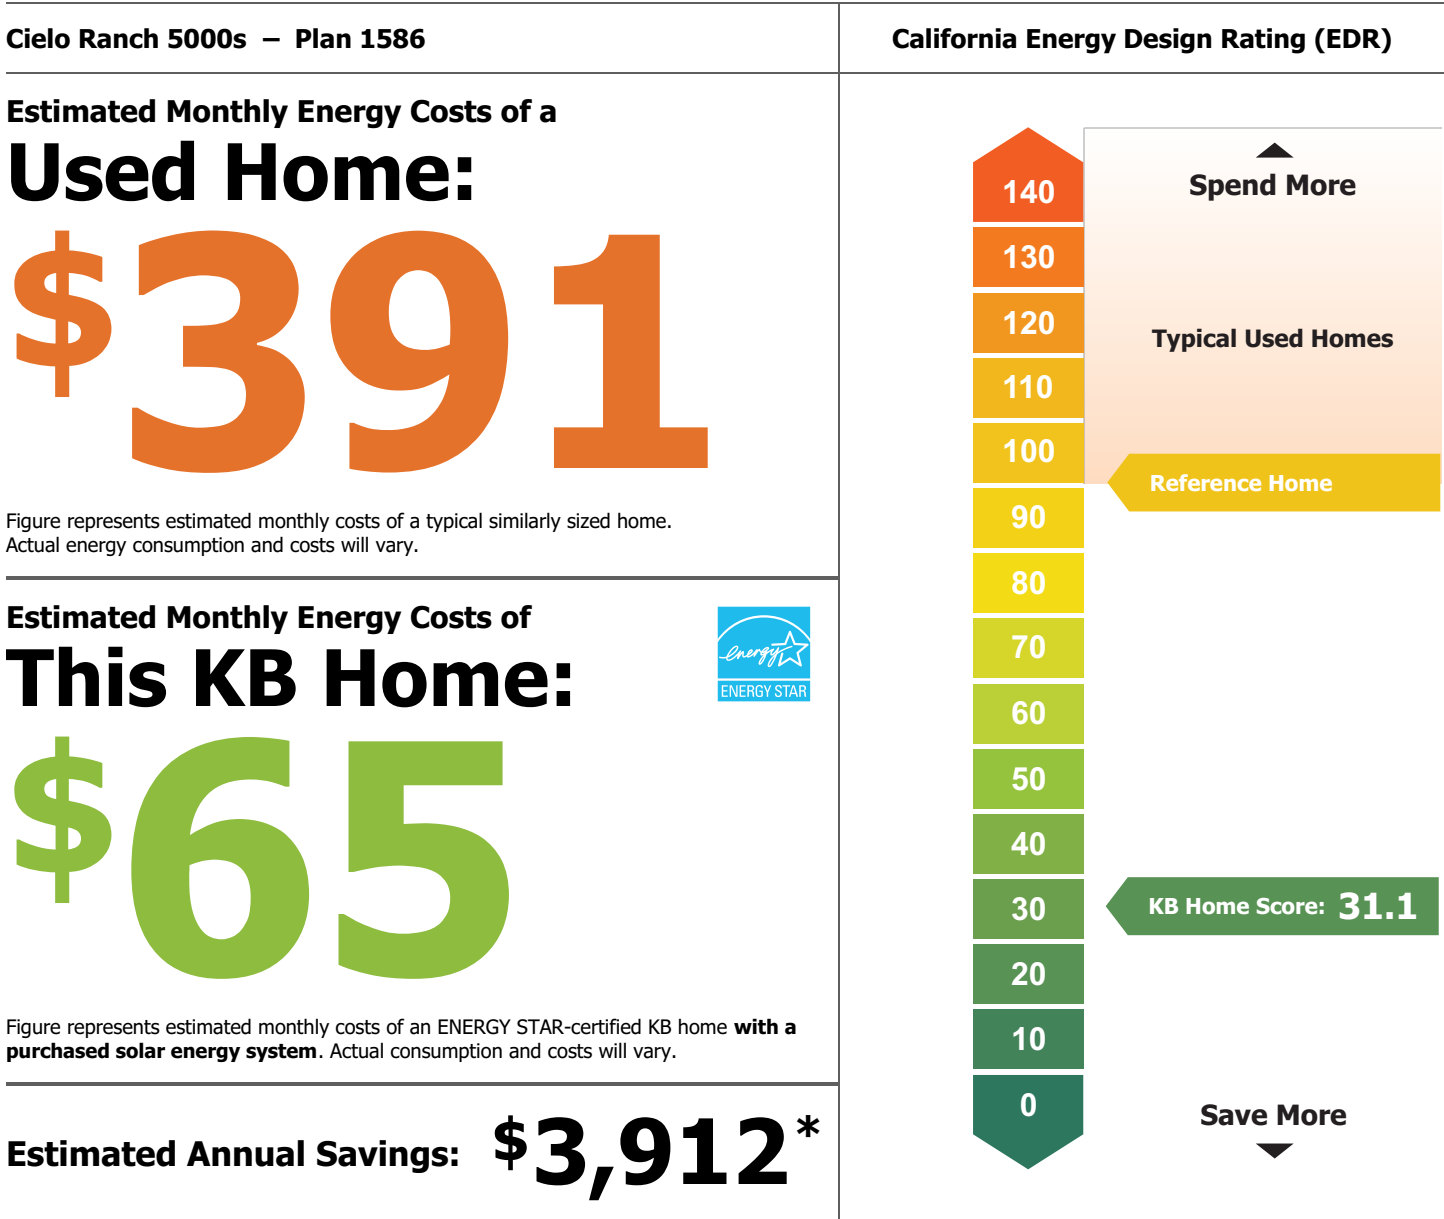 Cielo Ranch 5000s – Plan 1586
Estimated Monthly Energy Costs of a
Used Home:
$391
Figure represents estimated monthly costs of a typical similarly sized home.
Actual energy consumption and costs will vary.
Estimated Monthly Energy Costs of
This KB Home:
energy
ENERGY STAR
$65
Figure represents estimated monthly costs of an ENERGY STAR-certified KB home with a
purchased solar energy system. Actual consumption and costs will vary.
Estimated Annual Savings: $3,912*
California Energy Design Rating (EDR)
Spend More
140
130
120
Typical Used Homes
110
100
Reference Home
90
80
70
60
50
40
30
KB Home Score: 31.1
20
10
0
Save More